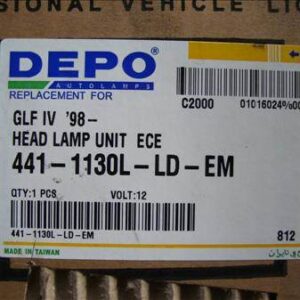 SIONAL VEHICLE LI
DEPO
AUTOLAMPS
REPLACEMENT FOR
C2000
GLF IV '98-
HEAD LAMP UNIT ECE
441-1130L-LD-EM
QTY:1 PCS VOLT:12
441-1130L-LD-EM
812
MADE IN TAIWAN